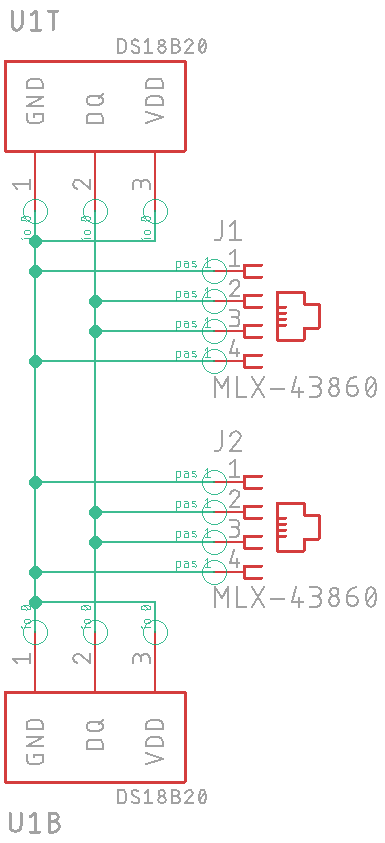 U1T
DS18B20
GND DQ VDD
1 2 3
io 0 io 0 io 0
J1
pas 1 1
pas 1 2
pas 1 3
pas 1 4
MLX-43860
J2
pas 1 1
pas 1 2
pas 1 3
pas 1 4
MLX-43860
io 0 io 0 io 0
1 2 3
GND DQ VDD
DS18B20
U1B